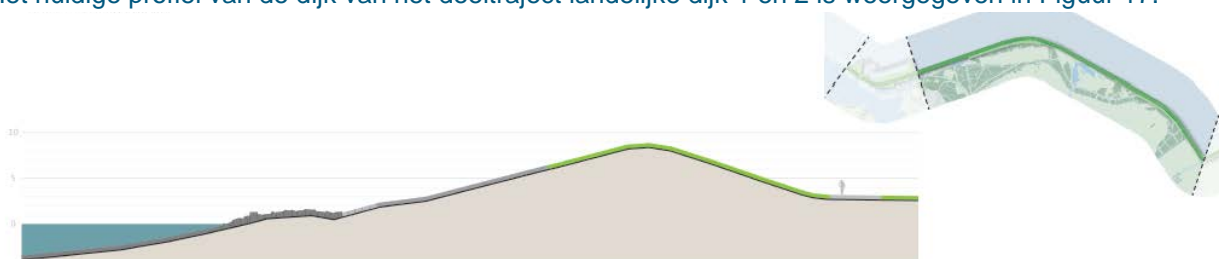 het huidige profiel van de dijk van het deeltraject landelijke dijk 1 en 2 is weergegeven in Figuur 17.
10
5
0